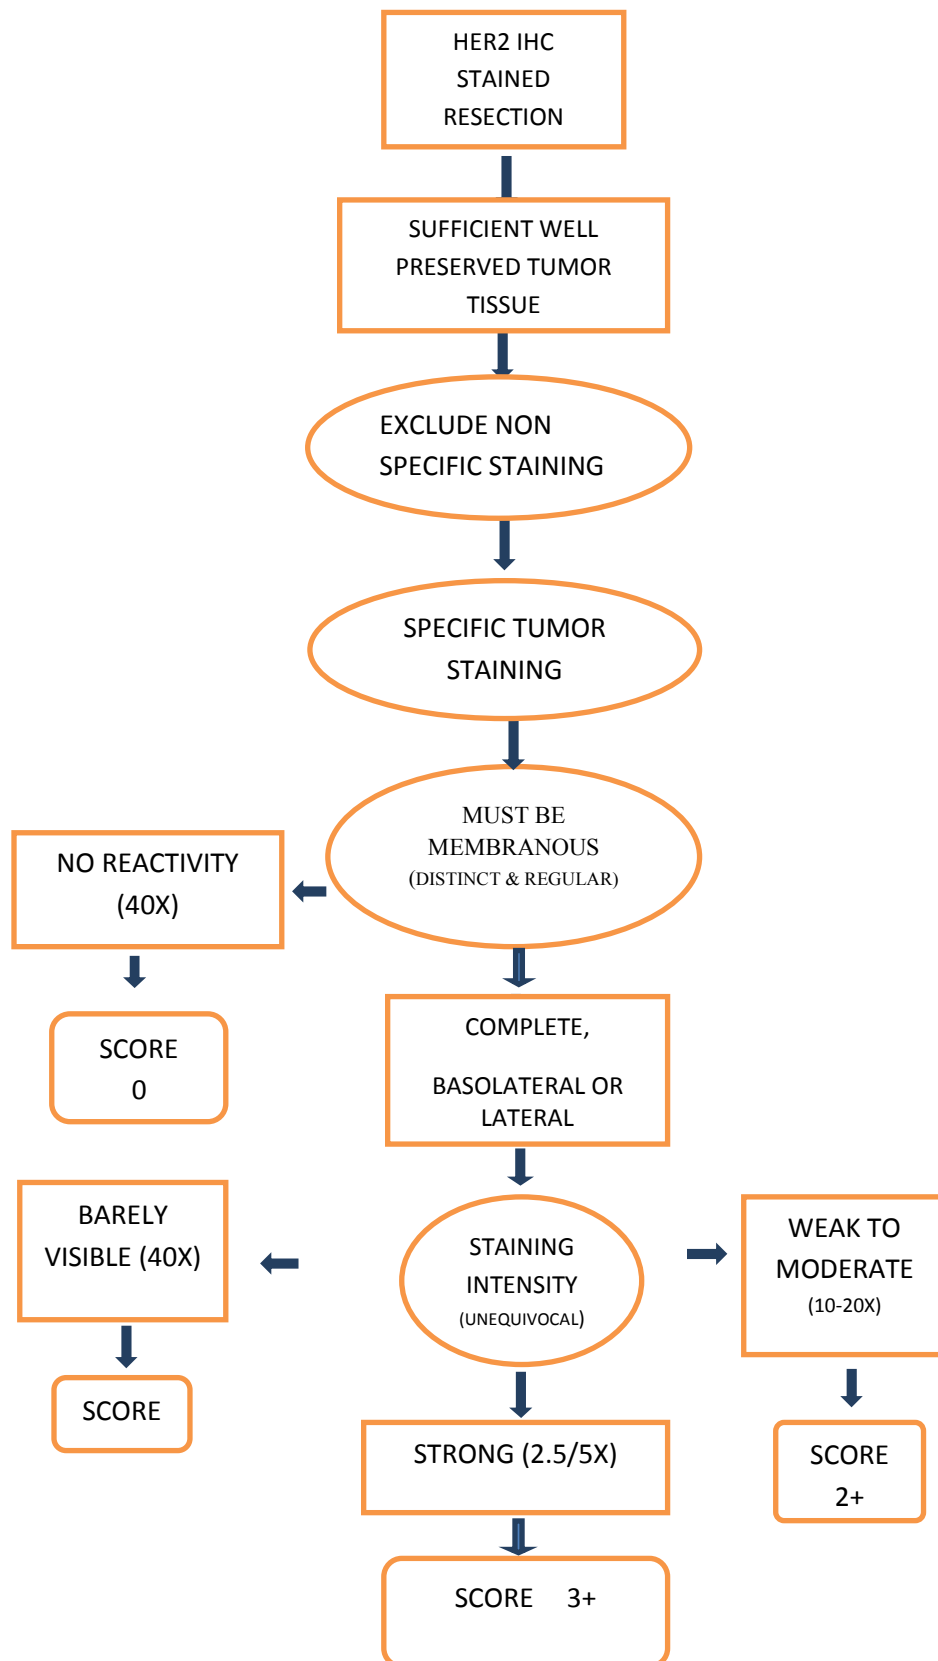 HER2 IHC
STAINED
RESECTION
SUFFICIENT WELL
PRESERVED TUMOR
TISSUE
EXCLUDE NON
SPECIFIC STAINING
SPECIFIC TUMOR
STAINING
MUST BE
MEMBRANOUS
(DISTINCT & REGULAR)
NO REACTIVITY
(40X)
SCORE
0
COMPLETE,
BASOLATERAL OR
LATERAL
BARELY
VISIBLE (40X)
SCORE
STAINING
INTENSITY
(UNEQUIVOCAL)
WEAK TO
MODERATE
(10-20X)
SCORE
2+
STRONG (2.5/5X)
SCORE 3+